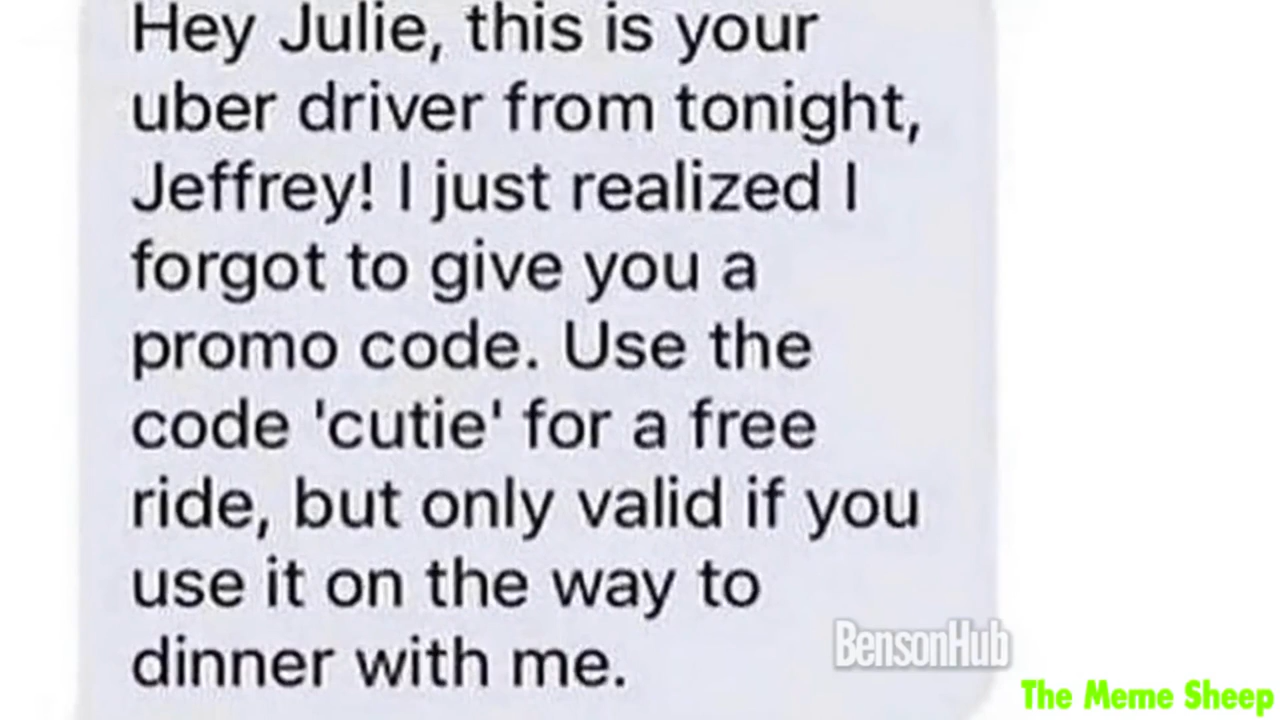 Hey Julie, this is your
uber driver from tonight,
Jeffrey! I just realized I
forgot to give you a
promo code. Use the
code 'cutie' for a free
ride, but only valid if you
use it on the way to
dinner with me.
BensonHub
The Meme Sheep